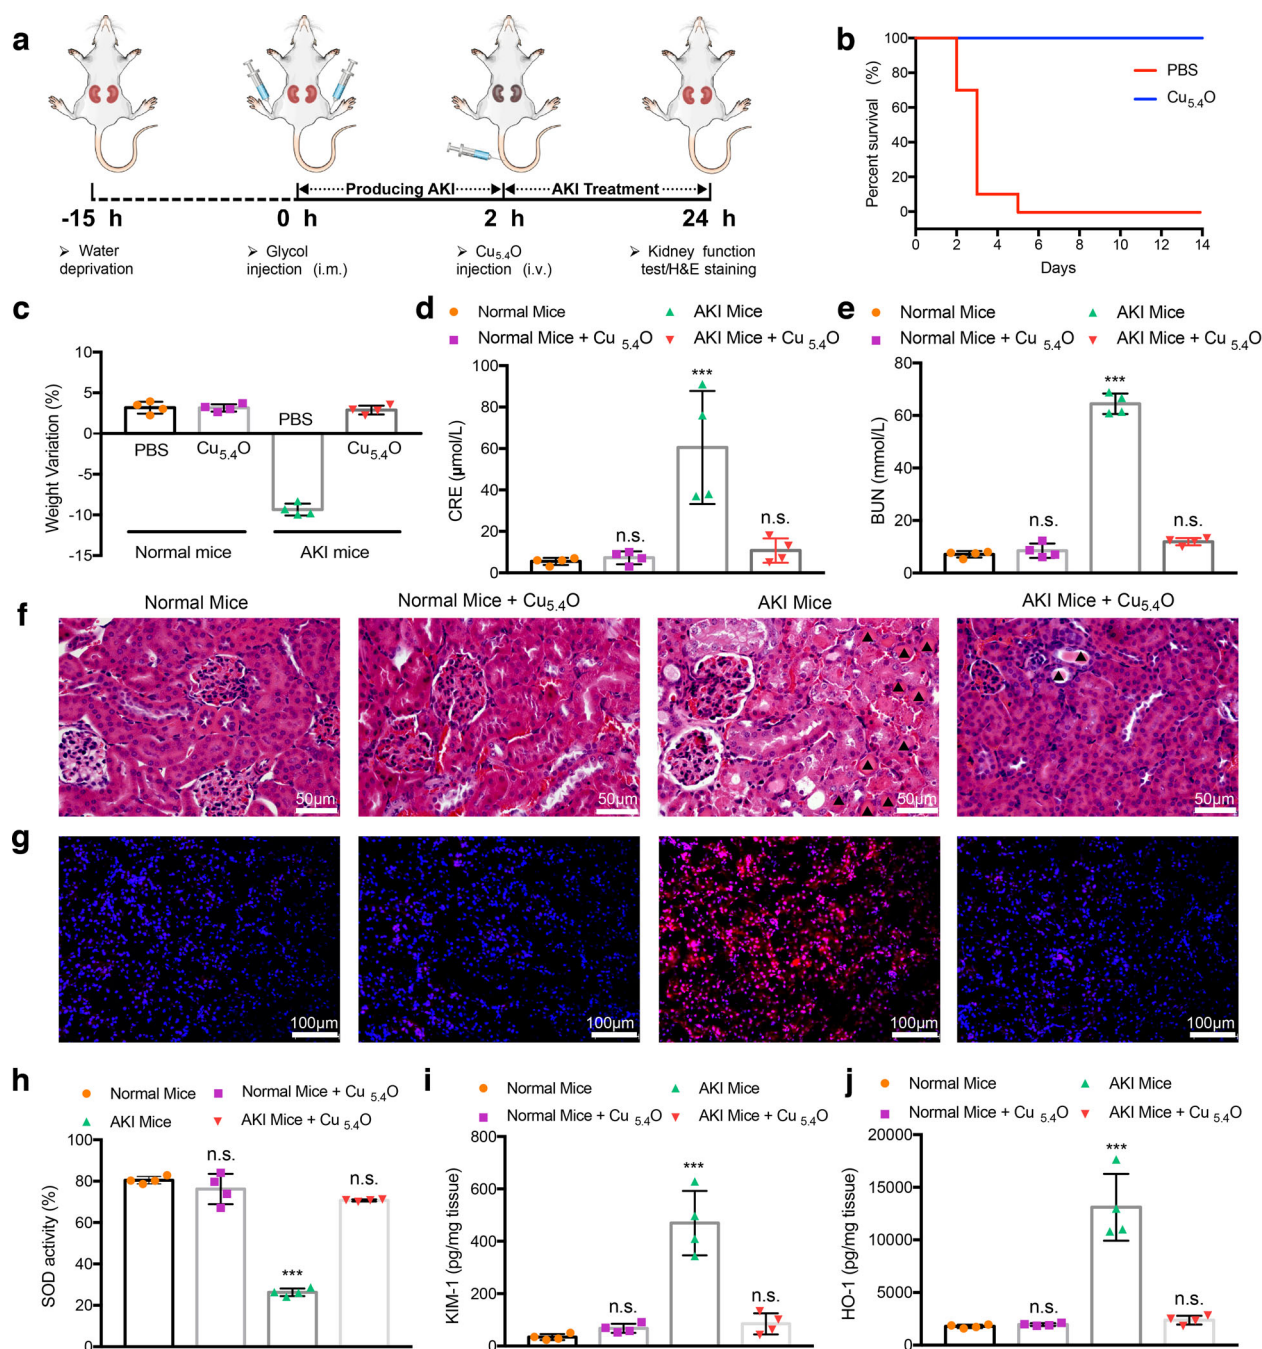 a
Producing AKI
AKI Treatment
-15 h
0 h
2 h
24 h
➢ Water
deprivation
➢ Glycol
injection (i.m.)
➢ Cu5.4O
injection (i.v.)
➢ Kidney function
test/H&E staining
b
Percent survival (%)
100
80
60
40
20
0
0 2 4 6 8 10 12 14
Days
PBS
Cu5.4O
c
Weight Variation (%)
10
5
0
-5
-10
-15
PBS
Cu5.4O
PBS
Cu5.4O
Normal mice
AKI mice
d
Normal Mice
AKI Mice
Normal Mice + Cu 5.4O
AKI Mice + Cu 5.4O
CRE (µmol/L)
100
80
60
40
20
0
n.s.
***
n.s.
e
Normal Mice
AKI Mice
Normal Mice + Cu 5.4O
AKI Mice + Cu 5.4O
BUN (mmol/L)
80
60
40
20
0
n.s.
***
n.s.
f
Normal Mice
Normal Mice + Cu5.4O
AKI Mice
AKI Mice + Cu5.4O
50µm
50µm
50µm
50µm
g
100µm
100µm
100µm
100µm
h
Normal Mice
Normal Mice + Cu 5.4O
AKI Mice
AKI Mice + Cu 5.4O
SOD activity (%)
100
80
60
40
20
0
n.s.
***
n.s.
i
Normal Mice
AKI Mice
Normal Mice + Cu 5.4O
AKI Mice + Cu 5.4O
KIM-1 (pg/mg tissue)
800
600
400
200
0
n.s.
***
n.s.
j
Normal Mice
AKI Mice
Normal Mice + Cu 5.4O
AKI Mice + Cu 5.4O
HO-1 (pg/mg tissue)
20000
15000
10000
5000
0
n.s.
***
n.s.